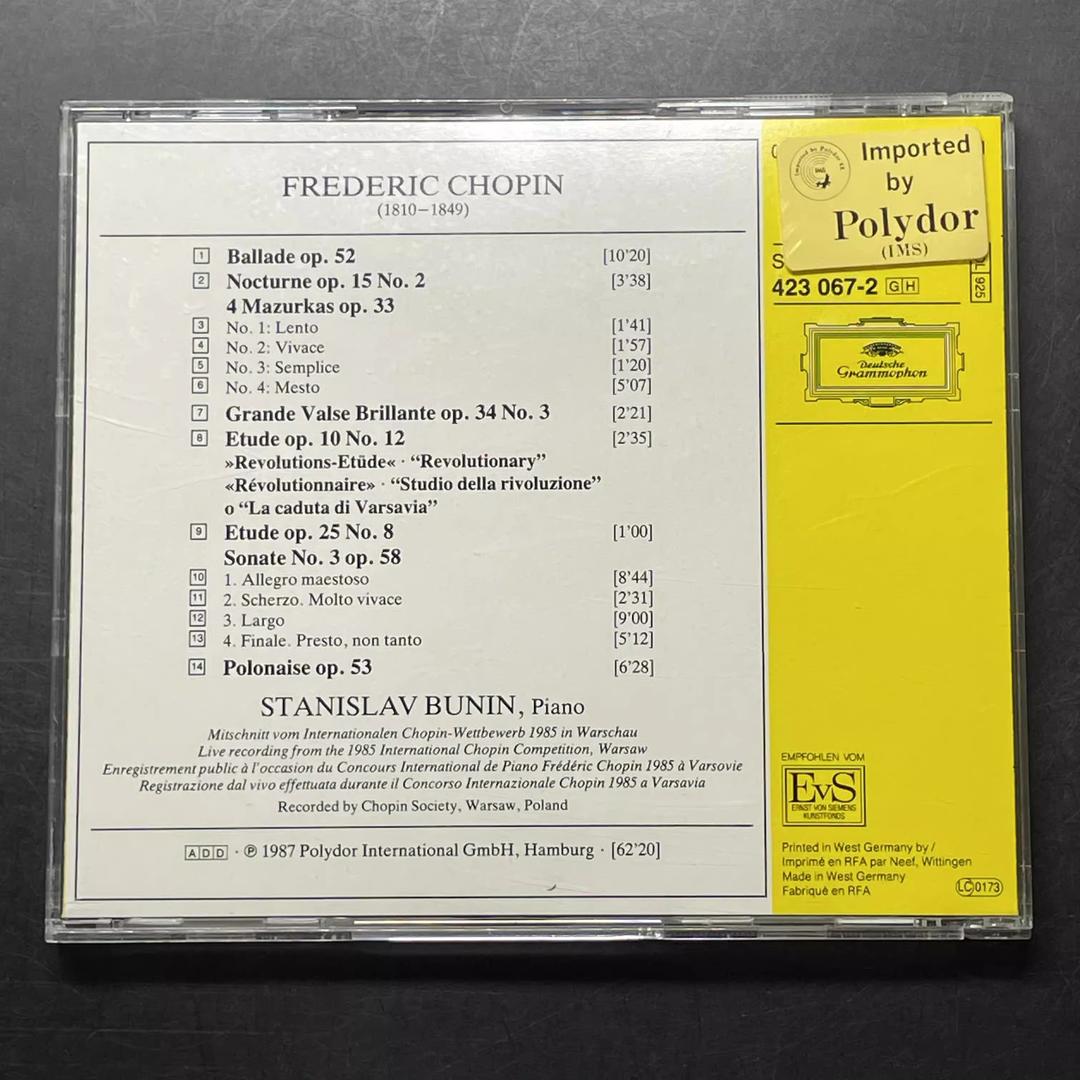 FREDERIC CHOPIN
(1810–1849)
1 Ballade op. 52 [10'20]
2 Nocturne op. 15 No. 2 [3'38]
4 Mazurkas op. 33
3 No. 1: Lento [1'41]
4 No. 2: Vivace [1'57]
5 No. 3: Semplice [1'20]
6 No. 4: Mesto [5'07]
7 Grande Valse Brillante op. 34 No. 3 [2'21]
8 Etude op. 10 No. 12 [2'35]
»Revolutions-Etüde« · “Revolutionary”
«Révolutionnaire» · “Studio della rivoluzione”
o “La caduta di Varsavia”
9 Etude op. 25 No. 8 [1'00]
Sonate No. 3 op. 58
10 1. Allegro maestoso [8'44]
11 2. Scherzo. Molto vivace [2'31]
12 3. Largo [9'00]
13 4. Finale. Presto, non tanto [5'12]
14 Polonaise op. 53 [6'28]
STANISLAV BUNIN, Piano
Mitschnitt vom Internationalen Chopin-Wettbewerb 1985 in Warschau
Live recording from the 1985 International Chopin Competition, Warsaw
Enregistrement public à l'occasion du Concours International de Piano Frédéric Chopin 1985 à Varsovie
Registrazione dal vivo effettuata durante il Concorso Internazionale Chopin 1985 a Varsavia
Recorded by Chopin Society, Warsaw, Poland
ADD · ℗ 1987 Polydor International GmbH, Hamburg · [62'20]
Imported
by
Polydor
(IMS)
423 067-2 GH
925
Deutsche
Grammophon
EMPFOHLEN VOM
EvS
ERNST VON SIEMENS
KUNSTFONDS
Printed in West Germany by /
Imprimé en RFA par Neef, Wittingen
Made in West Germany
Fabriqué en RFA
LC 0173